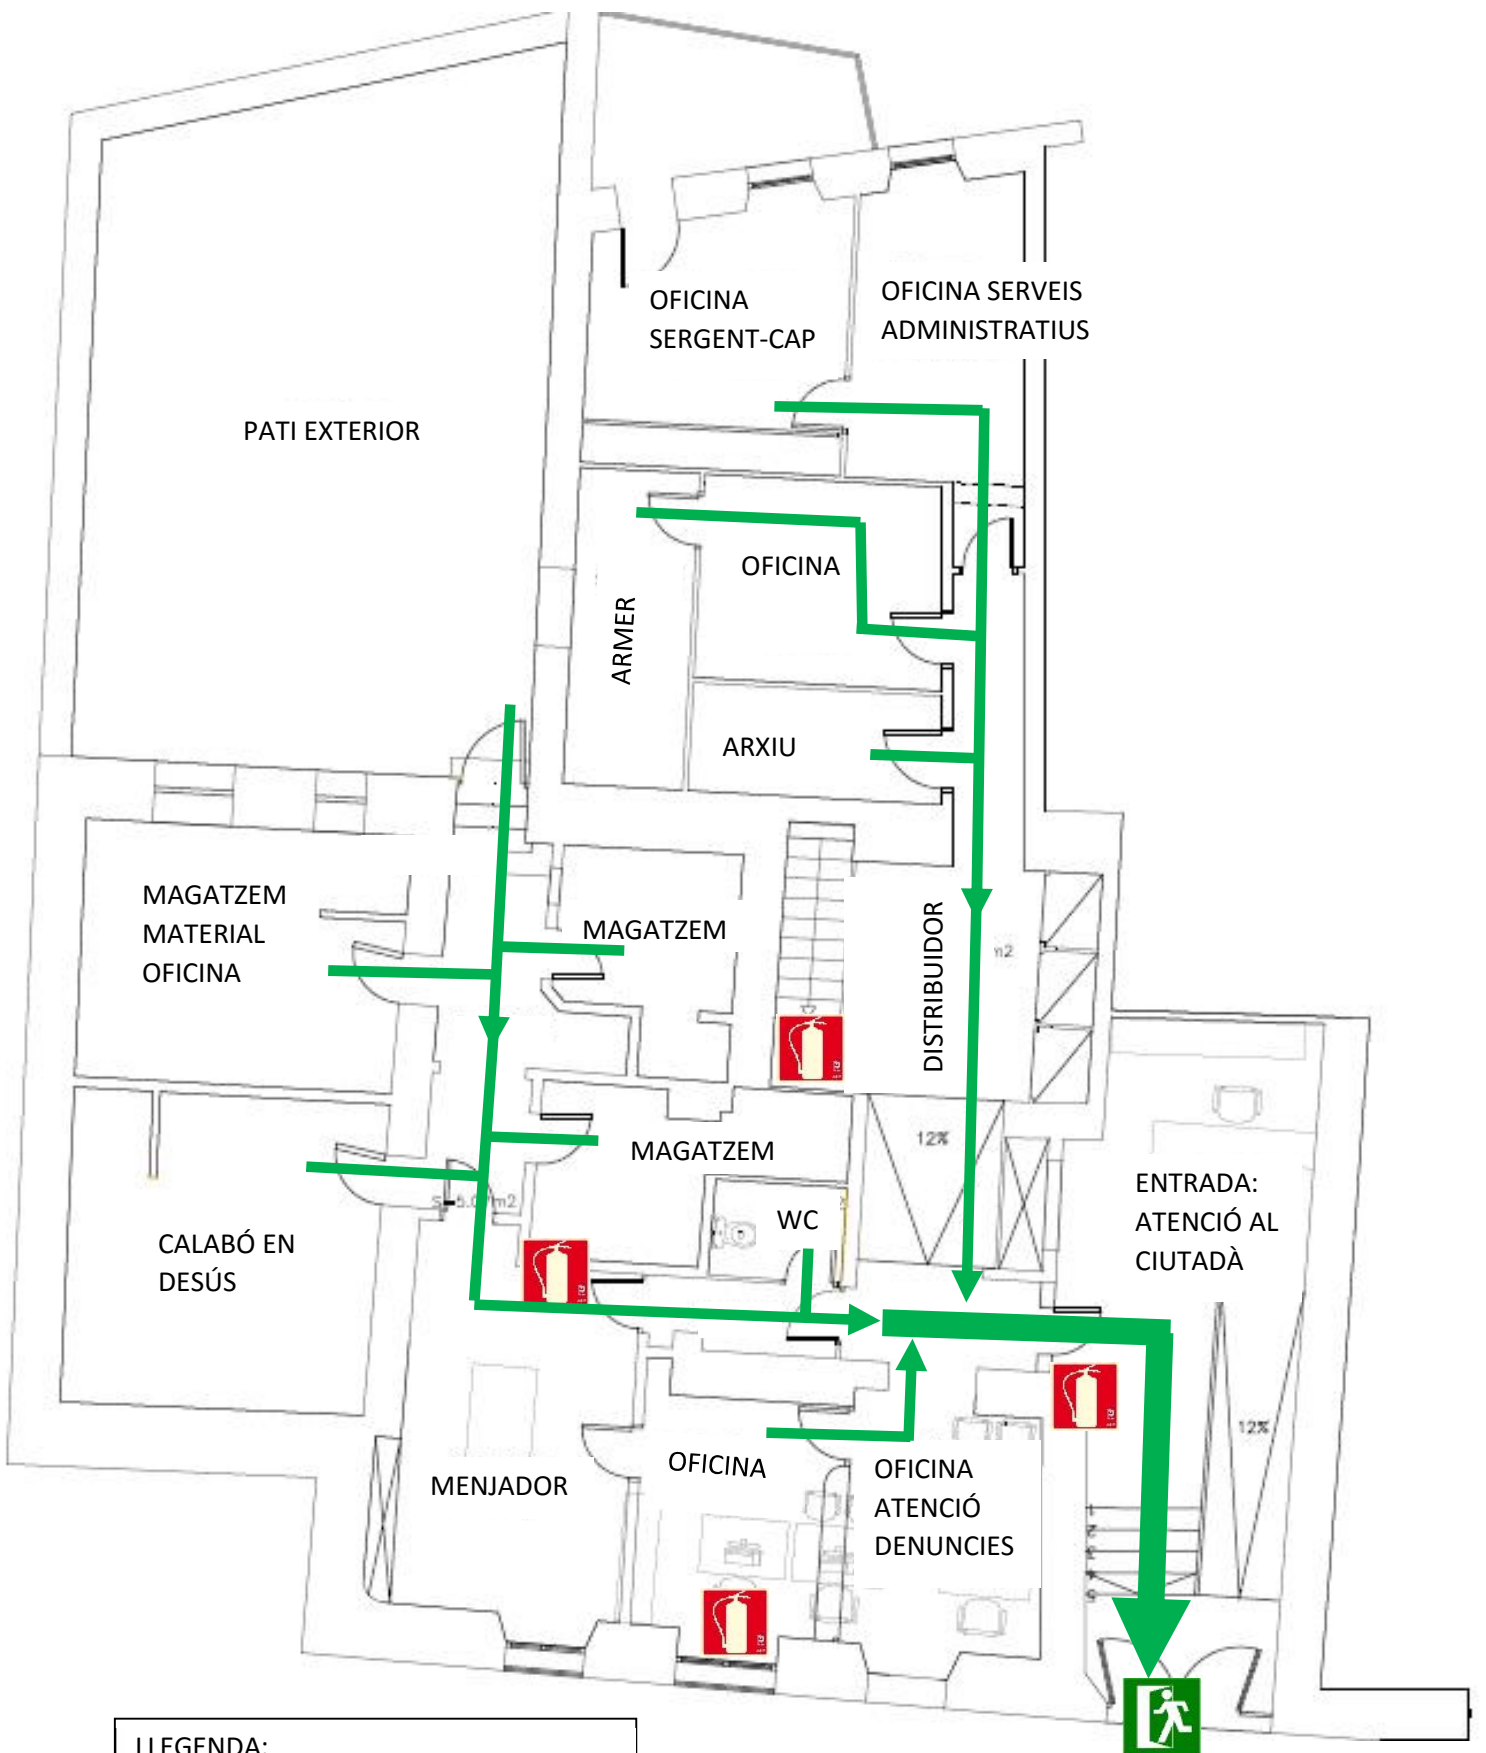 OFICINA
SERGENT-CAP
OFICINA SERVEIS
ADMINISTRATIUS
PATI EXTERIOR
OFICINA
ARMER
ARXIU
MAGATZEM
MATERIAL
OFICINA
MAGATZEM
DISTRIBUIDOR
12%
MAGATZEM
WC
ENTRADA:
ATENCIÓ AL
CIUTADÀ
CALABÓ EN
DESÚS
12%
MENJADOR
OFICINA
OFICINA
ATENCIÓ
DENUNCIES
LLEGENDA: